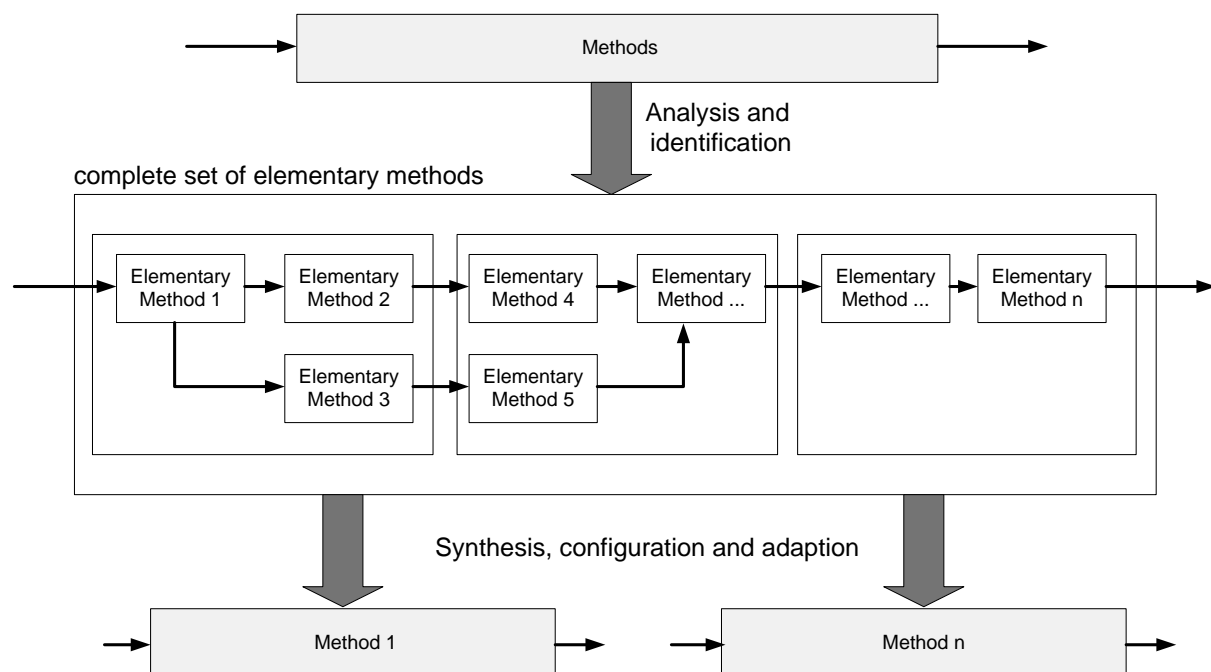 Methods
Analysis and
identification
complete set of elementary methods
Elementary
Method 1
Elementary
Method 2
Elementary
Method 4
Elementary
Method ...
Elementary
Method ...
Elementary
Method n
Elementary
Method 3
Elementary
Method 5
Synthesis, configuration and adaption
Method 1
Method n